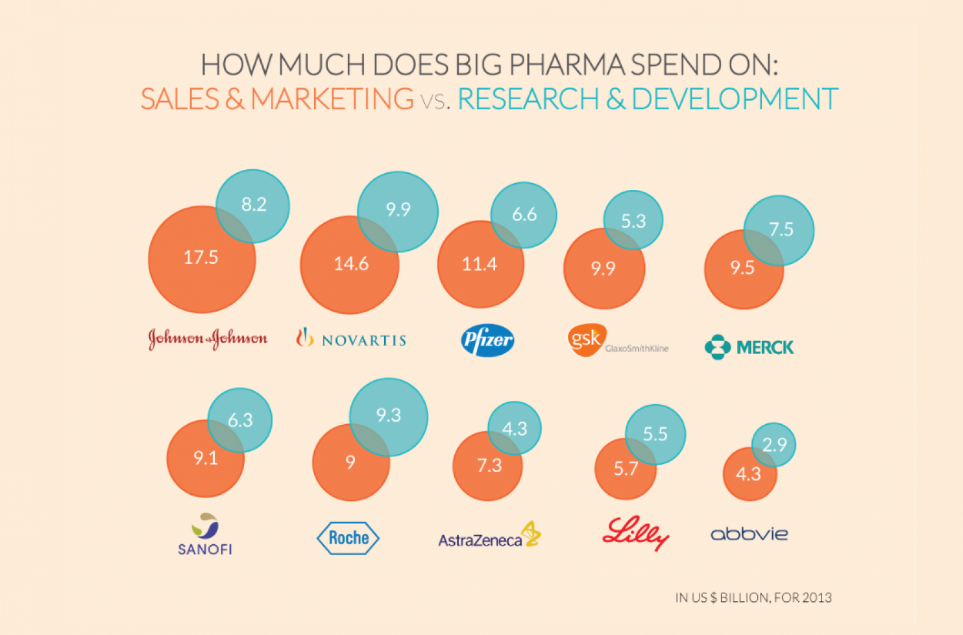 HOW MUCH DOES BIG PHARMA SPEND ON:
SALES & MARKETING vs. RESEARCH & DEVELOPMENT
8.2
17.5
9.9
14.6
6.6
11.4
5.3
9.9
7.5
9.5
Johnson & Johnson
NOVARTIS
Pfizer
gsk
GlaxoSmithKline
MERCK
6.3
9.1
9.3
9
4.3
7.3
5.5
5.7
2.9
4.3
SANOFI
Roche
AstraZeneca
Lilly
abbvie
IN US $ BILLION, FOR 2013